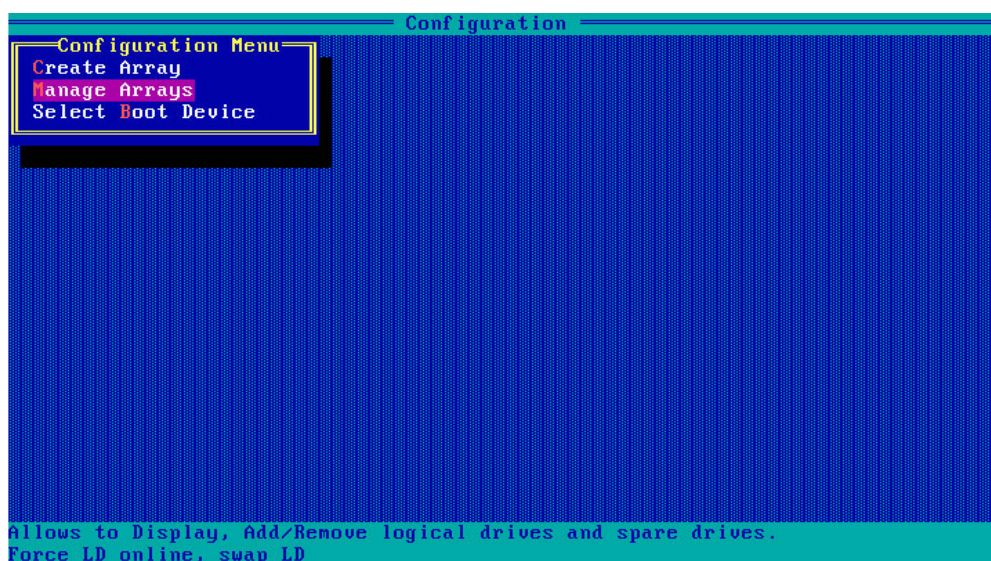 Configuration
Configuration Menu
Create Array
Manage Arrays
Select Boot Device
Allows to Display, Add/Remove logical drives and spare drives.
Force LD online, swap LD